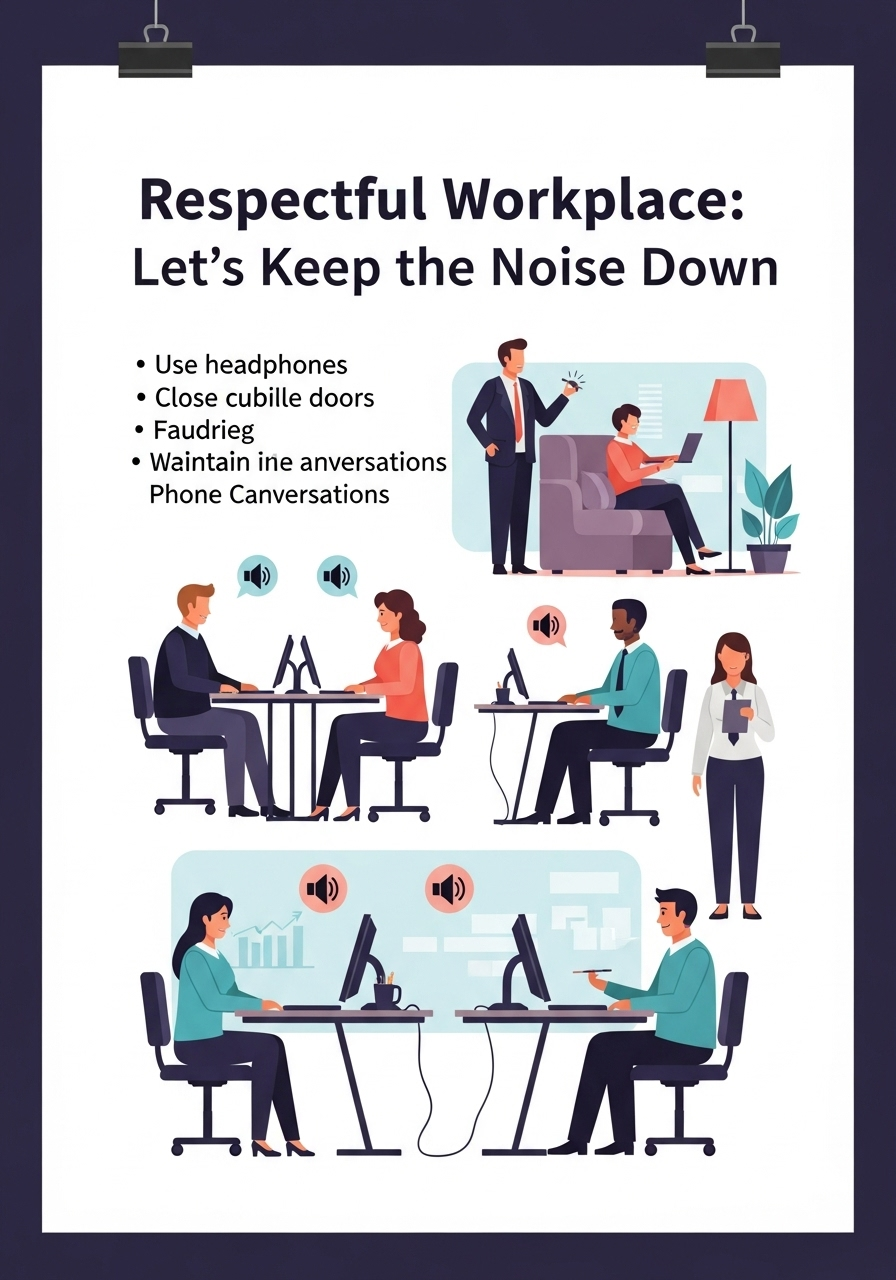 Respectful Workplace:
Let’s Keep the Noise Down
• Use headphones
• Close cubille doors
• Faudrieg
• Waintain ine anversations
Phone Canversations